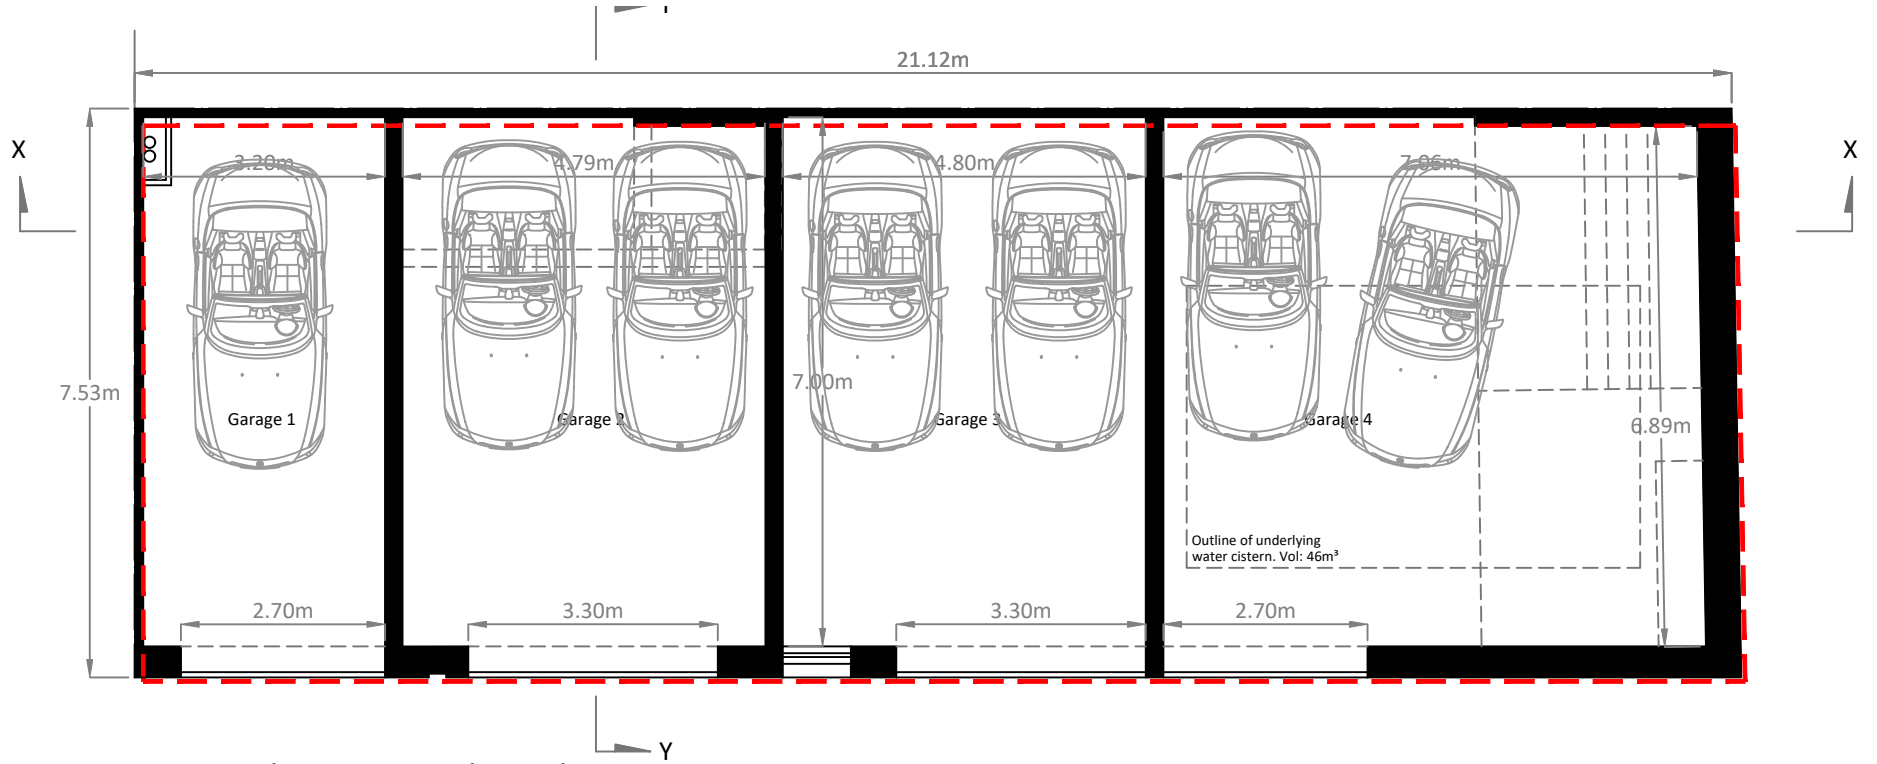 21.12m
X
X
3.20m
4.79m
4.80m
7.06m
7.53m
7.00m
Garage 1
Garage 2
Garage 3
Garage 4
6.89m
Outline of underlying
water cistern. Vol: 46m³
2.70m
3.30m
3.30m
2.70m
Y